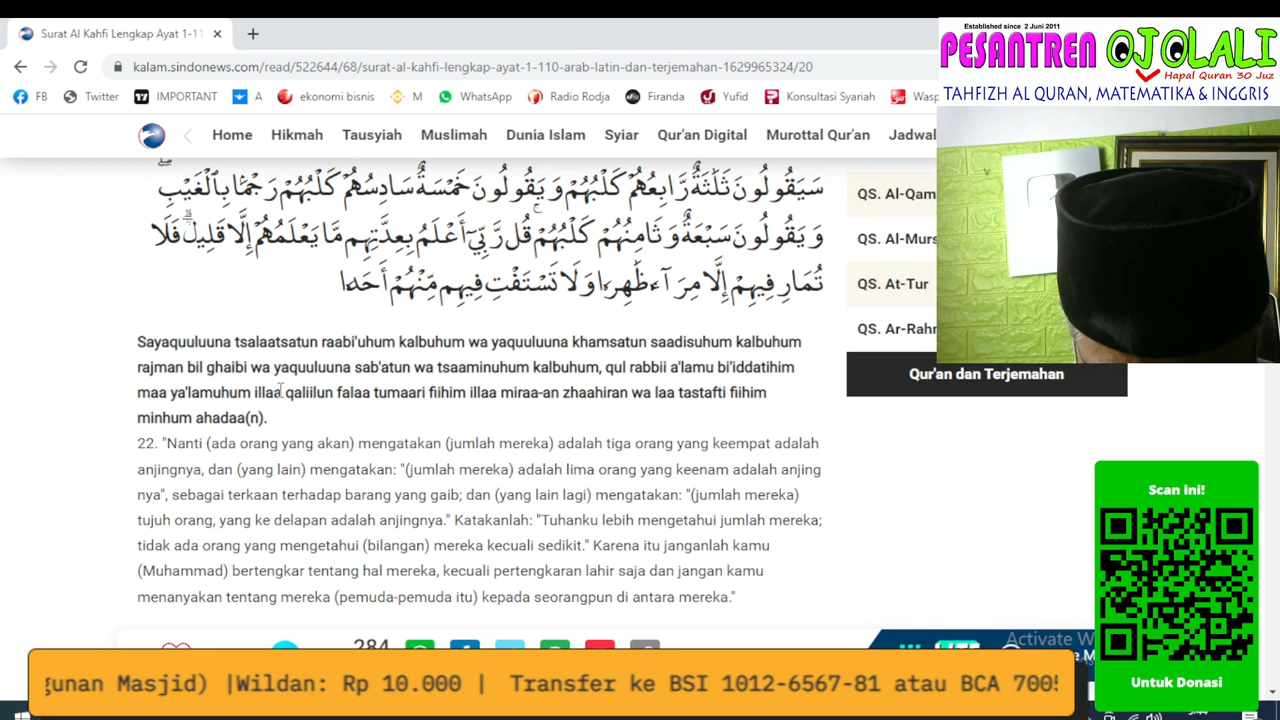 Surat Al Kahfi Lengkap Ayat 1-11
kalam.sindonews.co
-al-kahfi-lengkap-ayat-1-110-arab-latin-dan-terjemahan-1629965324/20
FB Twitter IMPORTANT A ekonomi bisnis M WhatsApp Radio Rodja Firanda Yufid Konsultasi Syariah Wasp
Home Hikmah Tausyiah Muslimah Dunia Islam Syiar Qur'an Digital Murottal Qur'an Jadwal
Established since 2 Juni 2011
PESANTREN OJOLALI
Hapal Quran 30 Juz
TAHFIZH AL QURAN, MATEMATIKA & INGGRIS
سَيَقُولُونَ ثَلَٰثَةٌ رَّابِعُهُمْ كَلْبُهُمْ وَيَقُولُونَ خَمْسَةٌ سَادِسُهُمْ كَلْبُهُمْ رَجْمًۢا بِٱلْغَيْبِ ۖ
وَيَقُولُونَ سَبْعَةٌ وَثَامِنُهُمْ كَلْبُهُمْ ۚ قُل رَّبِّىٓ أَعْلَمُ بِعِدَّتِهِم مَّا يَعْلَمُهُمْ إِلَّا قَلِيلٌ ۗ فَلَا
تُمَارِ فِيهِمْ إِلَّا مِرَآءً ظَٰهِرًا وَلَا تَسْتَفْتِ فِيهِم مِّنْهُمْ أَحَدًا
Sayaquuluuna tsalaatsatun raabi'uhum kalbuhum wa yaquuluuna khamsatun saadisuhum kalbuhum
rajman bil ghaibi wa yaquuluuna sab'atun wa tsaaminuhum kalbuhum, qul rabbii a'lamu bi'iddatihim
maa ya'lamuhum illaa qaliilun falaa tumaari fiihim illaa miraa-an zhaahiran wa laa tastafti fiihim
minhum ahadaa(n).
22. "Nanti (ada orang yang akan) mengatakan (jumlah mereka) adalah tiga orang yang keempat adalah
anjingnya, dan (yang lain) mengatakan: "(jumlah mereka) adalah lima orang yang keenam adalah anjing
nya", sebagai terkaan terhadap barang yang gaib; dan (yang lain lagi) mengatakan: "(jumlah mereka)
tujuh orang, yang ke delapan adalah anjingnya." Katakanlah: "Tuhanku lebih mengetahui jumlah mereka;
tidak ada orang yang mengetahui (bilangan) mereka kecuali sedikit." Karena itu janganlah kamu
(Muhammad) bertengkar tentang hal mereka, kecuali pertengkaran lahir saja dan jangan kamu
menanyakan tentang mereka (pemuda-pemuda itu) kepada seorangpun di antara mereka."
QS. Al-Qam
QS. Al-Murs
QS. At-Tur
QS. Ar-Rahr
Qur'an dan Terjemahan
284
Activate W
Scan ini!
Untuk Donasi
gunan Masjid) |Wildan: Rp 10.000 | Transfer ke BSI 1012-6567-81 atau BCA 7005